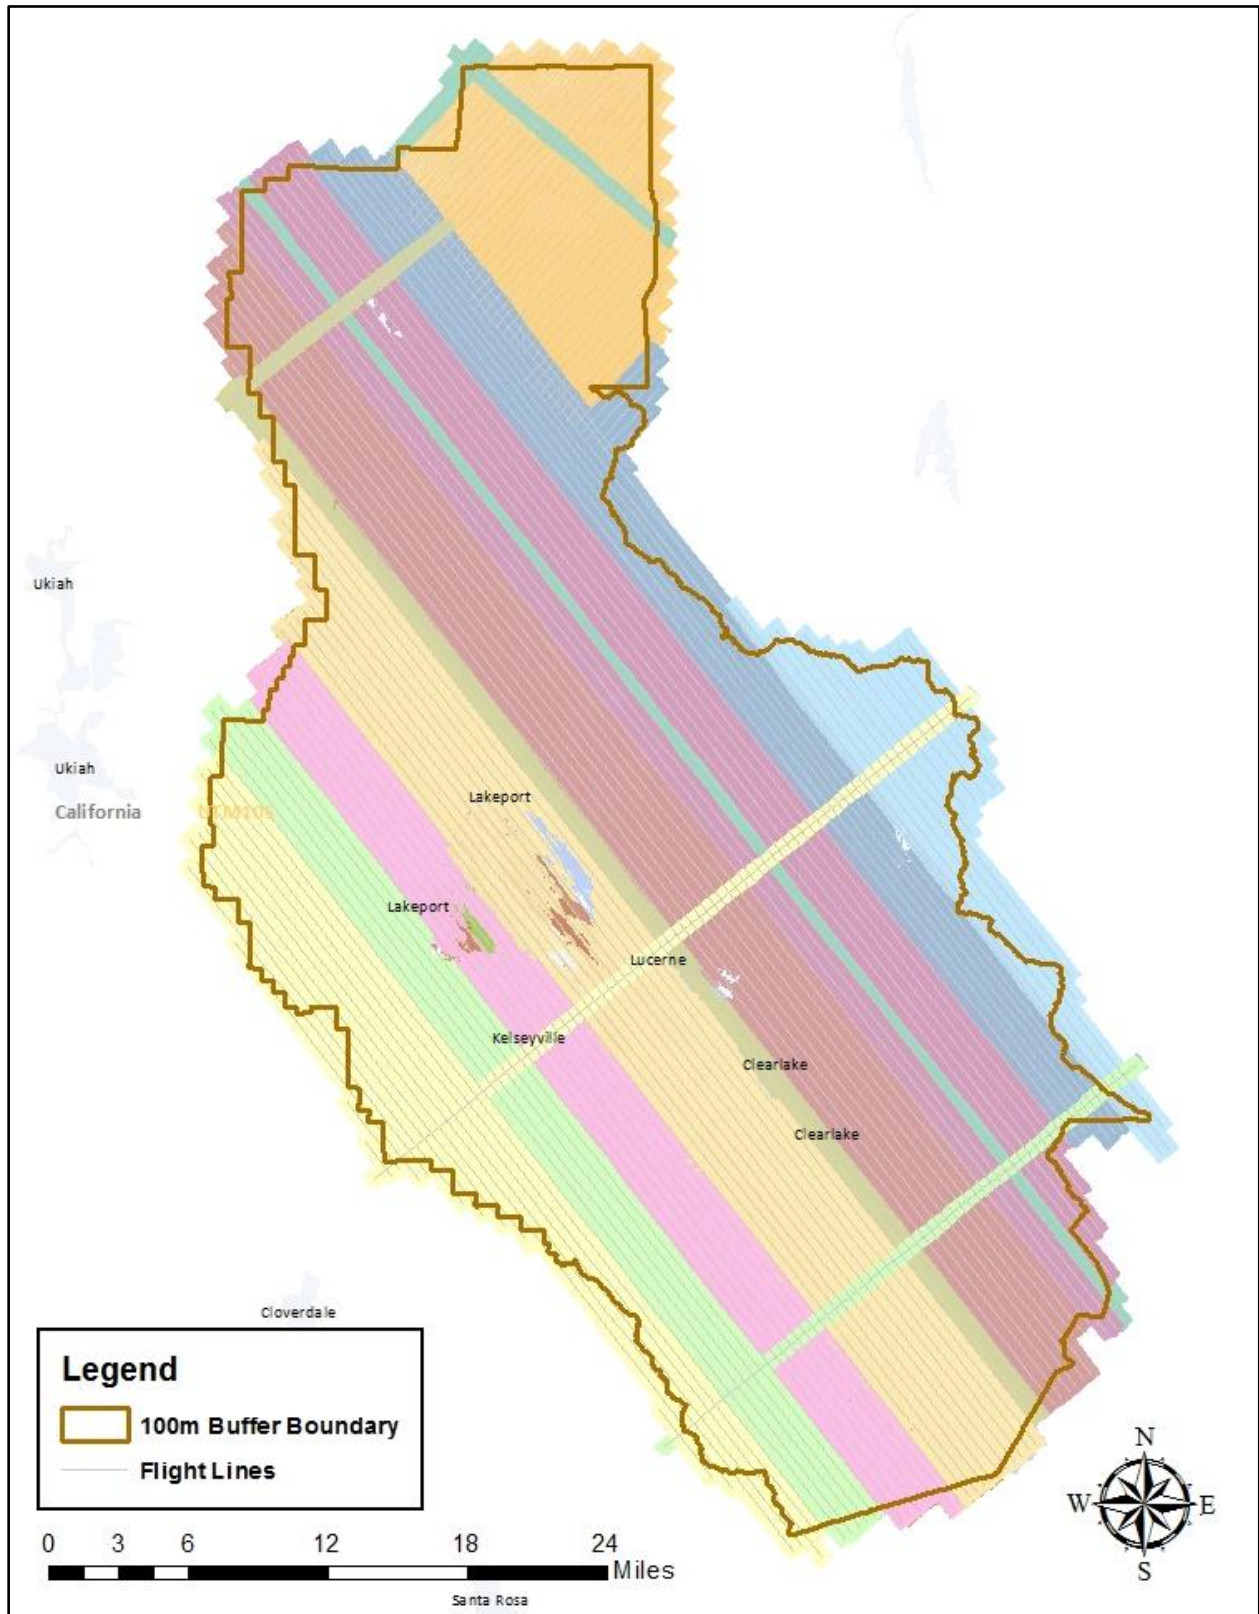 Ukiah
Ukiah
California
UTM10S
Lakeport
Lakeport
Lucerne
Kelseyville
Clearlake
Clearlake
Cloverdale
Legend
100m Buffer Boundary
Flight Lines
0 3 6 12 18 24
Miles
Santa Rosa
N
W E
S